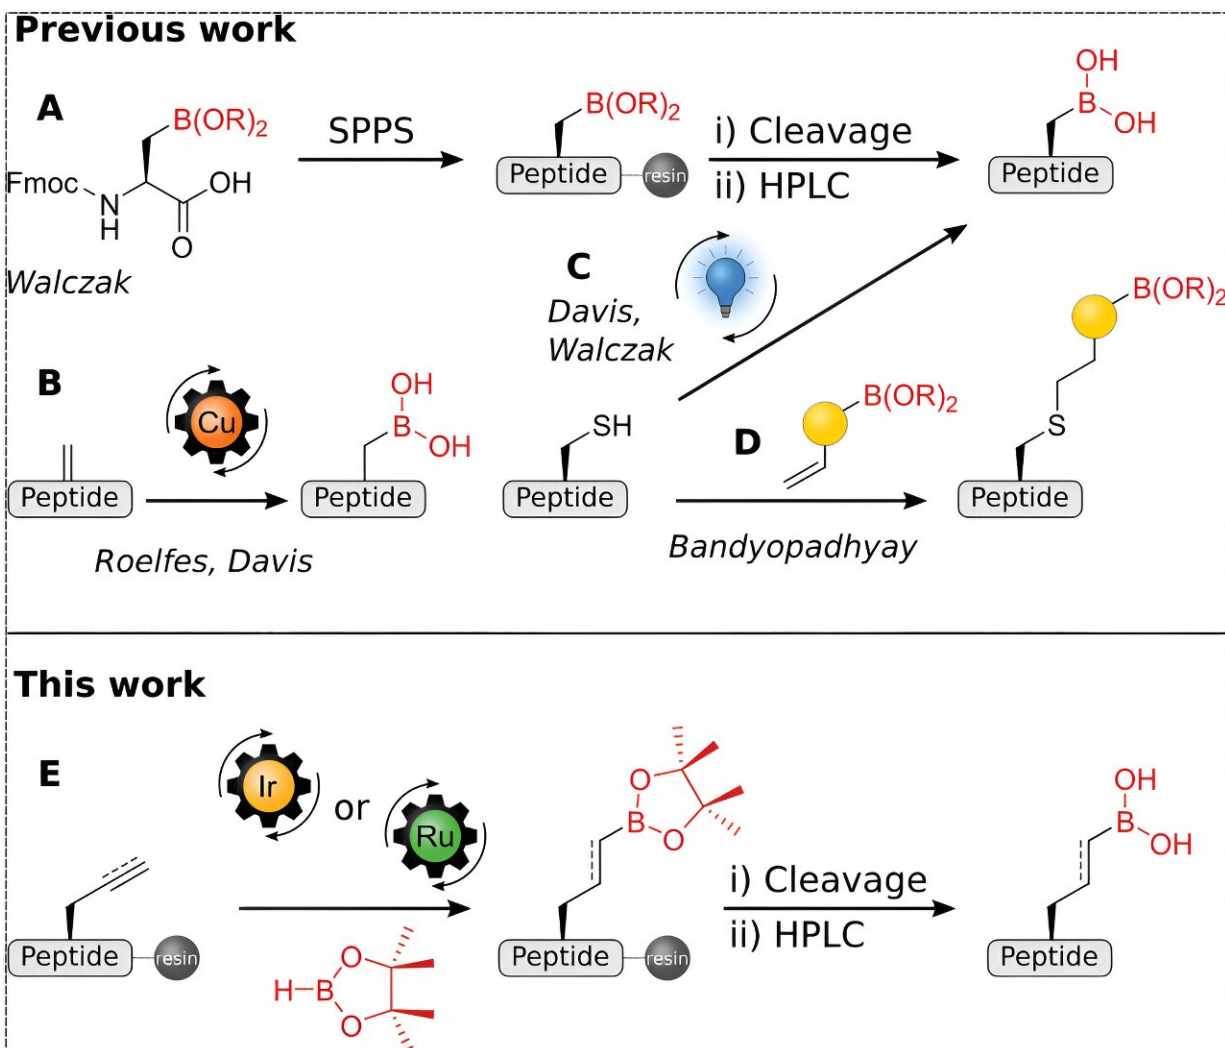 Previous work
A
B(OR)2
Fmoc
N
H
OH
O
Walczak
SPPS
B(OR)2
Peptide
resin
i) Cleavage
ii) HPLC
OH
B
OH
Peptide
B
Peptide
Cu
Roelfes, Davis
OH
B
OH
Peptide
C
Davis,
Walczak
SH
Peptide
D
B(OR)2
Bandyopadhyay
B(OR)2
S
Peptide
This work
E
Peptide
resin
Ir
or
Ru
H
B
O
O
O
B
O
Peptide
resin
i) Cleavage
ii) HPLC
OH
B
OH
Peptide